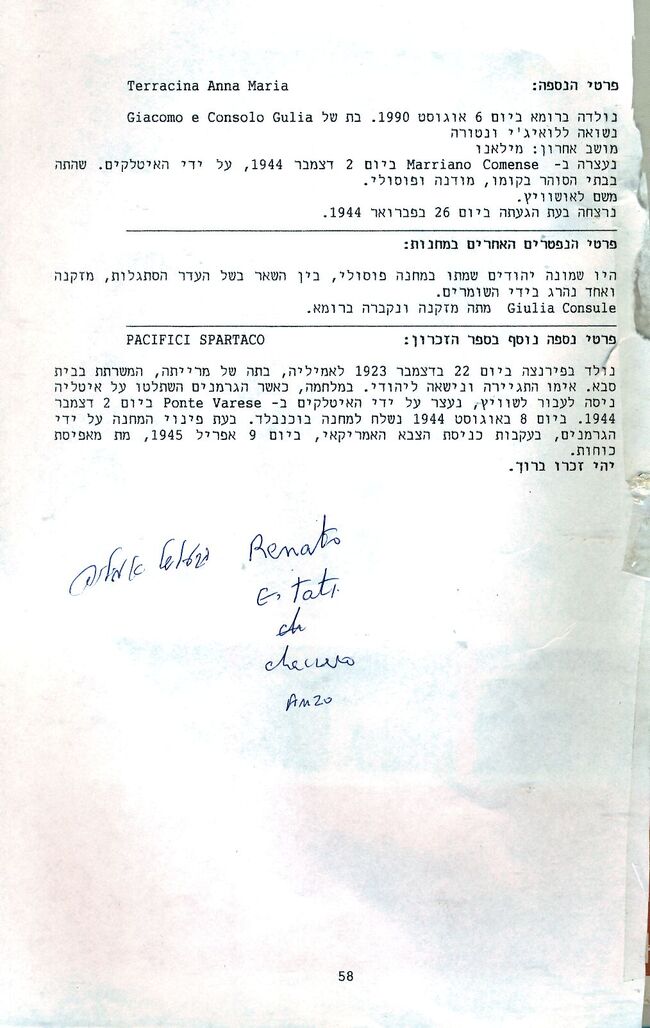 פרטי הנספה: Terracina Anna Maria
נולדה ברומא ביום 6 אוגוסט 1990. בת של Giacomo e Consolo Gulia
נשואה ללואיג'י ונטורה
מושב אחרון: מילאנו
נעצרה ב- Marriano Comense ביום 2 דצמבר 1944, על ידי האיטלקים. שהתה
בבתי הסוהר בקומו, מודנה ופוסולי.
משם לאושוויץ.
נרצחה בעת הגעתה ביום 26 בפברואר 1944.
פרטי הנפטרים האחרים במחנות:
היו שמונה יהודים שמתו במחנה פוסולי, בין השאר בשל העדר הסתגלות, מזקנה
ואחד נהרג בידי השומרים.
Giulia Consule מתה מזקנה ונקברה ברומא.
פרטי נספה נוסף בספר הזכרון: PACIFICI SPARTACO
נולד בפירנצה ביום 22 בדצמבר 1923 לאמיליה, בתה של מרייתה, המשרתת בבית
סבא. אימו התגיירה ונישאה ליהודי. במלחמה, כאשר הגרמנים השתלטו על איטליה
ניסה לעבור לשוויץ, נעצר על ידי האיטלקים ב- Ponte Varese ביום 2 דצמבר
1944. ביום 8 באוגוסט 1944 נשלח למחנה בוכנבלד. בעת פינוי המחנה על ידי
הגרמנים, בעקבות כניסת הצבא האמריקאי, ביום 9 אפריל 1945, מת מאפיסת
כוחות.
יהי זכרו ברוך.
Renato
di
Anzo
58